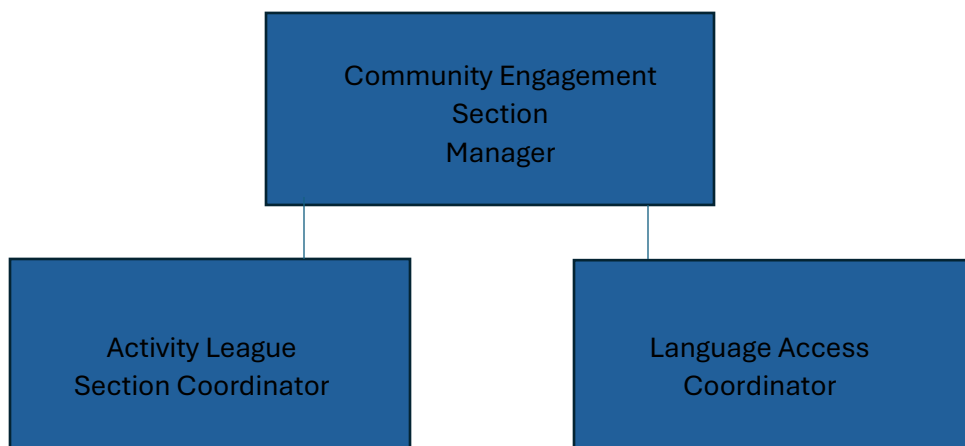 Community Engagement
Section
Manager
Activity League
Section Coordinator
Language Access
Coordinator